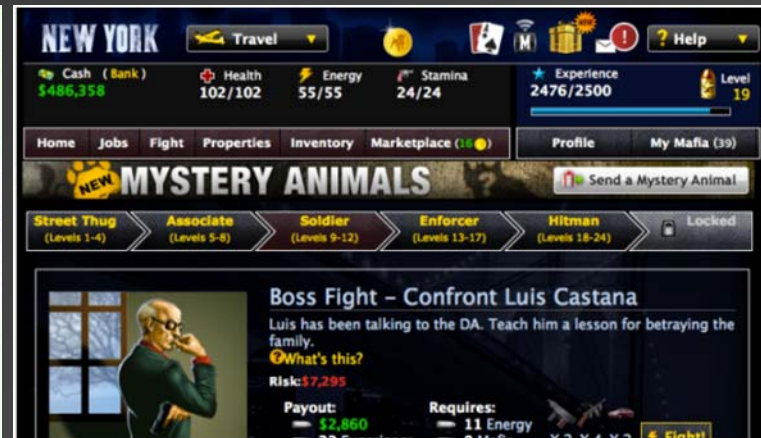 NEW YORK Travel ? Help
NEW
Cash (Bank) Health Energy Stamina Experience Level
$486,358 102/102 55/55 24/24 2476/2500 19
Home Jobs Fight Properties Inventory Marketplace (16) Profile My Mafia (39)
NEW MYSTERY ANIMALS Send a Mystery Animal
Street Thug Associate Soldier Enforcer Hitman Locked
(Levels 1-4) (Levels 5-8) (Levels 9-12) (Levels 13-17) (Levels 18-24)
Boss Fight – Confront Luis Castana
Luis has been talking to the DA. Teach him a lesson for betraying the
family.
What's this?
Risk:$7,295
Payout: Requires:
$2,860 11 Energy
Fight!